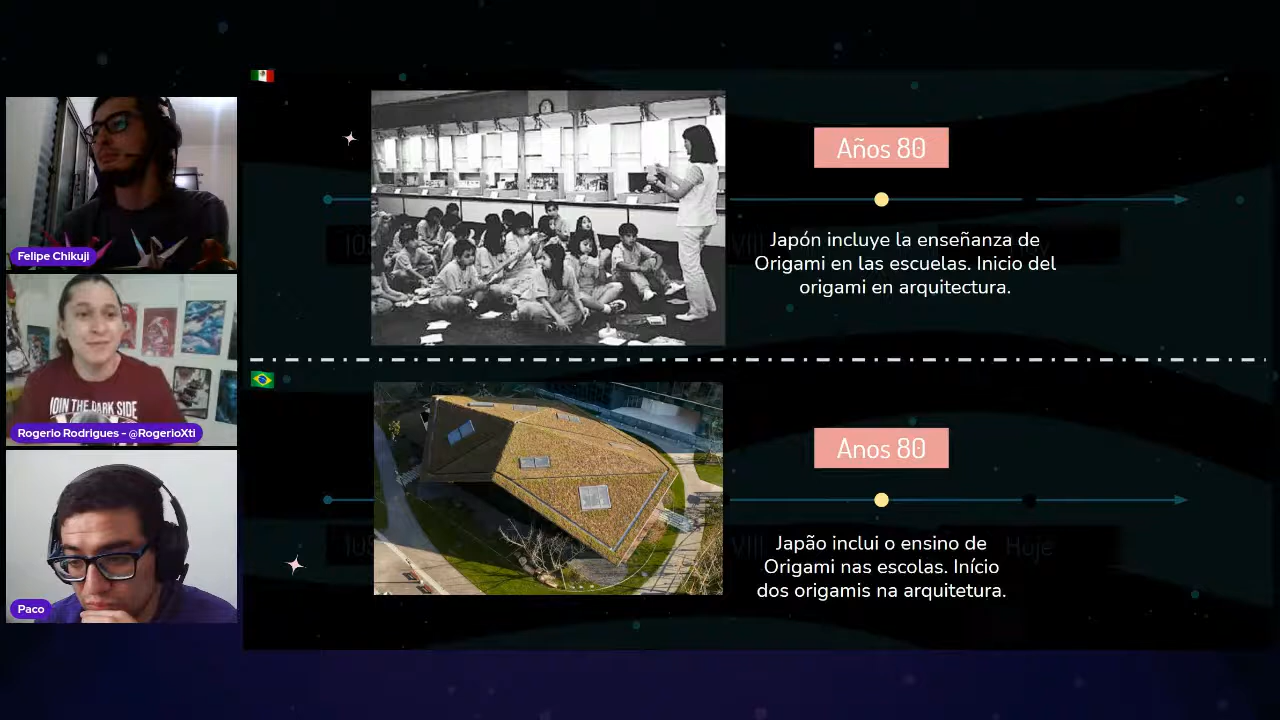 Felipe Chikuji
JOIN THE DARK SIDE
Rogerio Rodrigues - @RogerioXti
Paco
Años 80
Japón incluye la enseñanza de
Origami en las escuelas. Inicio del
origami en arquitectura.
Anos 80
Japão inclui o ensino de
Origami nas escolas. Início
dos origamis na arquitetura.
Hoje